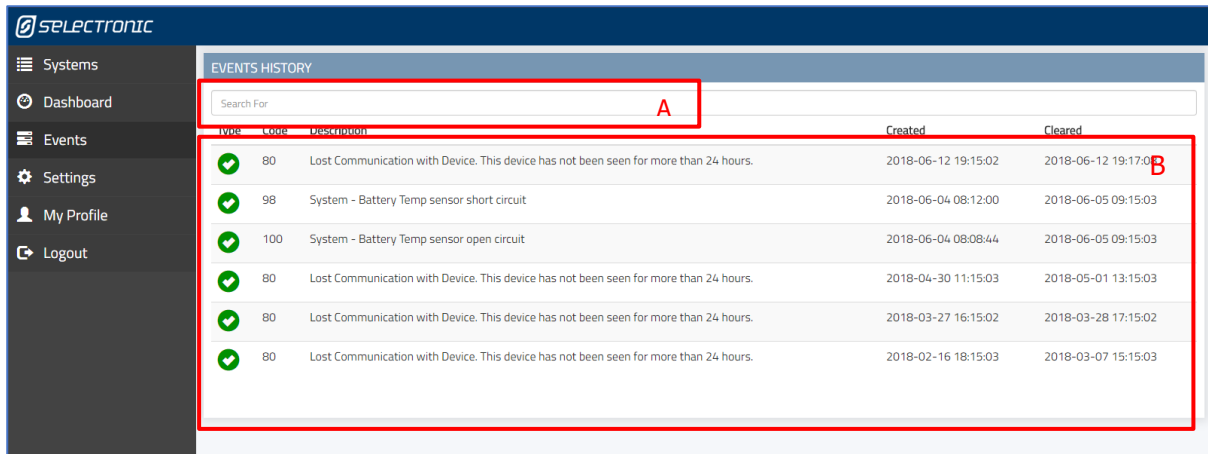 SELECTRONIC
Systems
Dashboard
Events
Settings
My Profile
Logout
EVENTS HISTORY
Search For
A
Type Code Description Created Cleared
80 Lost Communication with Device. This device has not been seen for more than 24 hours. 2018-06-12 19:15:02 2018-06-12 19:17:03
B
98 System - Battery Temp sensor short circuit 2018-06-04 08:12:00 2018-06-05 09:15:03
100 System - Battery Temp sensor open circuit 2018-06-04 08:08:44 2018-06-05 09:15:03
80 Lost Communication with Device. This device has not been seen for more than 24 hours. 2018-04-30 11:15:03 2018-05-01 13:15:03
80 Lost Communication with Device. This device has not been seen for more than 24 hours. 2018-03-27 16:15:02 2018-03-28 17:15:02
80 Lost Communication with Device. This device has not been seen for more than 24 hours. 2018-02-16 18:15:03 2018-03-07 15:15:03